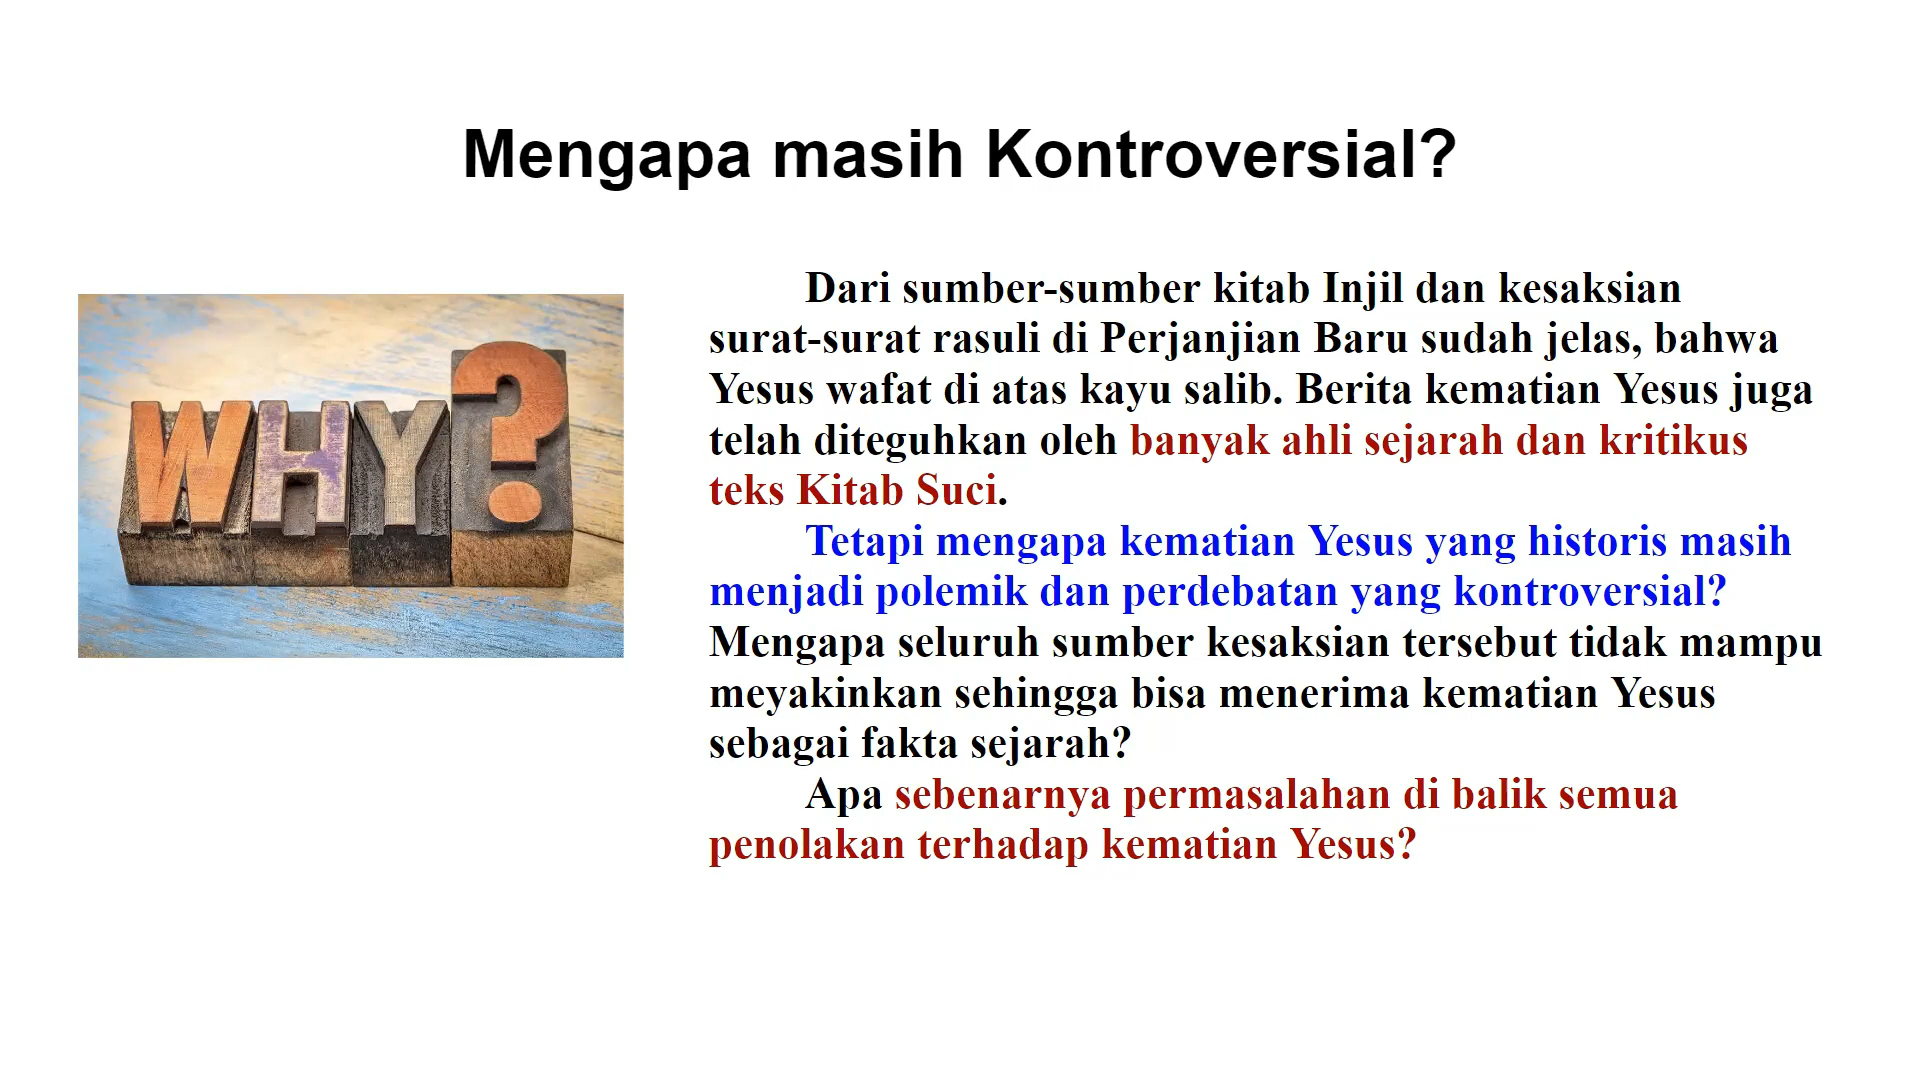 Mengapa masih Kontroversial?
WHY?
Dari sumber-sumber kitab Injil dan kesaksian
surat-surat rasuli di Perjanjian Baru sudah jelas, bahwa
Yesus wafat di atas kayu salib. Berita kematian Yesus juga
telah diteguhkan oleh banyak ahli sejarah dan kritikus
teks Kitab Suci.
Tetapi mengapa kematian Yesus yang historis masih
menjadi polemik dan perdebatan yang kontroversial?
Mengapa seluruh sumber kesaksian tersebut tidak mampu
meyakinkan sehingga bisa menerima kematian Yesus
sebagai fakta sejarah?
Apa sebenarnya permasalahan di balik semua
penolakan terhadap kematian Yesus?